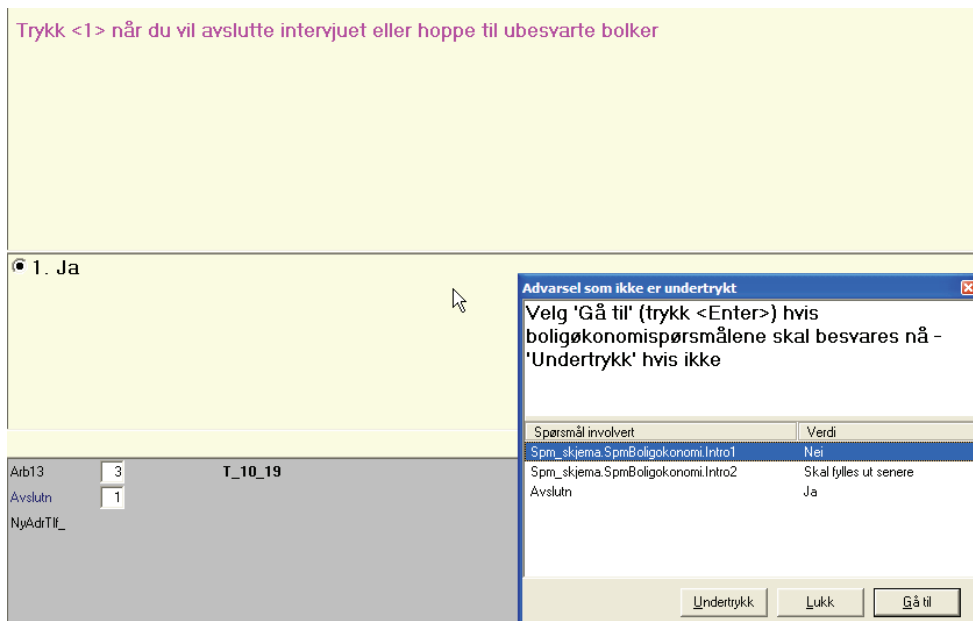 Trykk <1> når du vil avslutte intervjuet eller hoppe til ubesvarte bolker
1. Ja
Advarsel som ikke er undertrykt
Velg 'Gå til' (trykk <Enter>) hvis
boligøkonomispørsmålene skal besvares nå -
'Undertrykk' hvis ikke
Spørsmål involvert Verdi
Spm_skjema.SpmBoligokonomi.Intro1 Nei
Spm_skjema.SpmBoligokonomi.Intro2 Skal fylles ut senere
Avslutn Ja
Arb13 3 T_10_19
Avslutn 1
NyAdrTlf_
Undertrykk Lukk Gå til